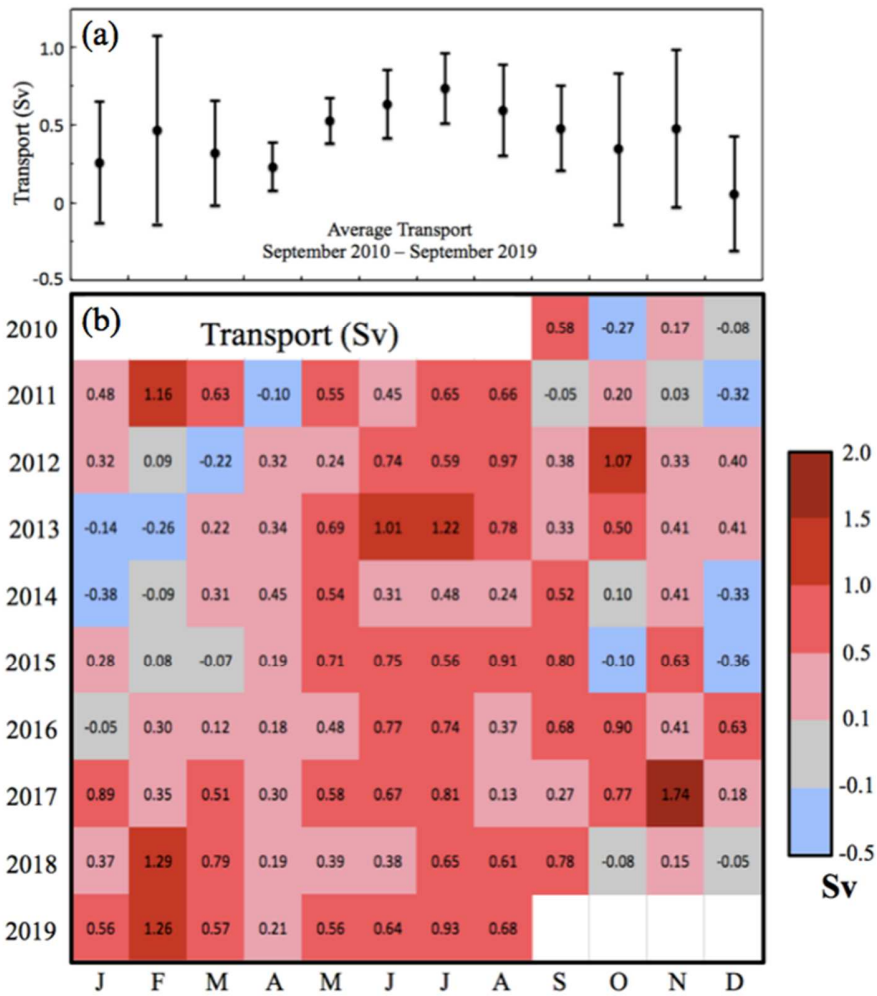 (a)
1.0
0.5
0
-0.5
Transport (Sv)
Average Transport
September 2010 – September 2019
(b)
Transport (Sv)
2010 0.58 -0.27 0.17 -0.08
2011 0.48 1.16 0.63 -0.10 0.55 0.45 0.65 0.66 -0.05 0.20 0.03 -0.32
2012 0.32 0.09 -0.22 0.32 0.24 0.74 0.59 0.97 0.38 1.07 0.33 0.40
2013 -0.14 -0.26 0.22 0.34 0.69 1.01 1.22 0.78 0.33 0.50 0.41 0.41
2014 -0.38 -0.09 0.31 0.45 0.54 0.31 0.48 0.24 0.52 0.10 0.41 -0.33
2015 0.28 0.08 -0.07 0.19 0.71 0.75 0.56 0.91 0.80 -0.10 0.63 -0.36
2016 -0.05 0.30 0.12 0.18 0.48 0.77 0.74 0.37 0.68 0.90 0.41 0.63
2017 0.89 0.35 0.51 0.30 0.58 0.67 0.81 0.13 0.27 0.77 1.74 0.18
2018 0.37 1.29 0.79 0.19 0.39 0.38 0.65 0.61 0.78 -0.08 0.15 -0.05
2019 0.56 1.26 0.57 0.21 0.56 0.64 0.93 0.68
J F M A M J J A S O N D
2.0
1.5
1.0
0.5
0.1
-0.1
-0.5
Sv